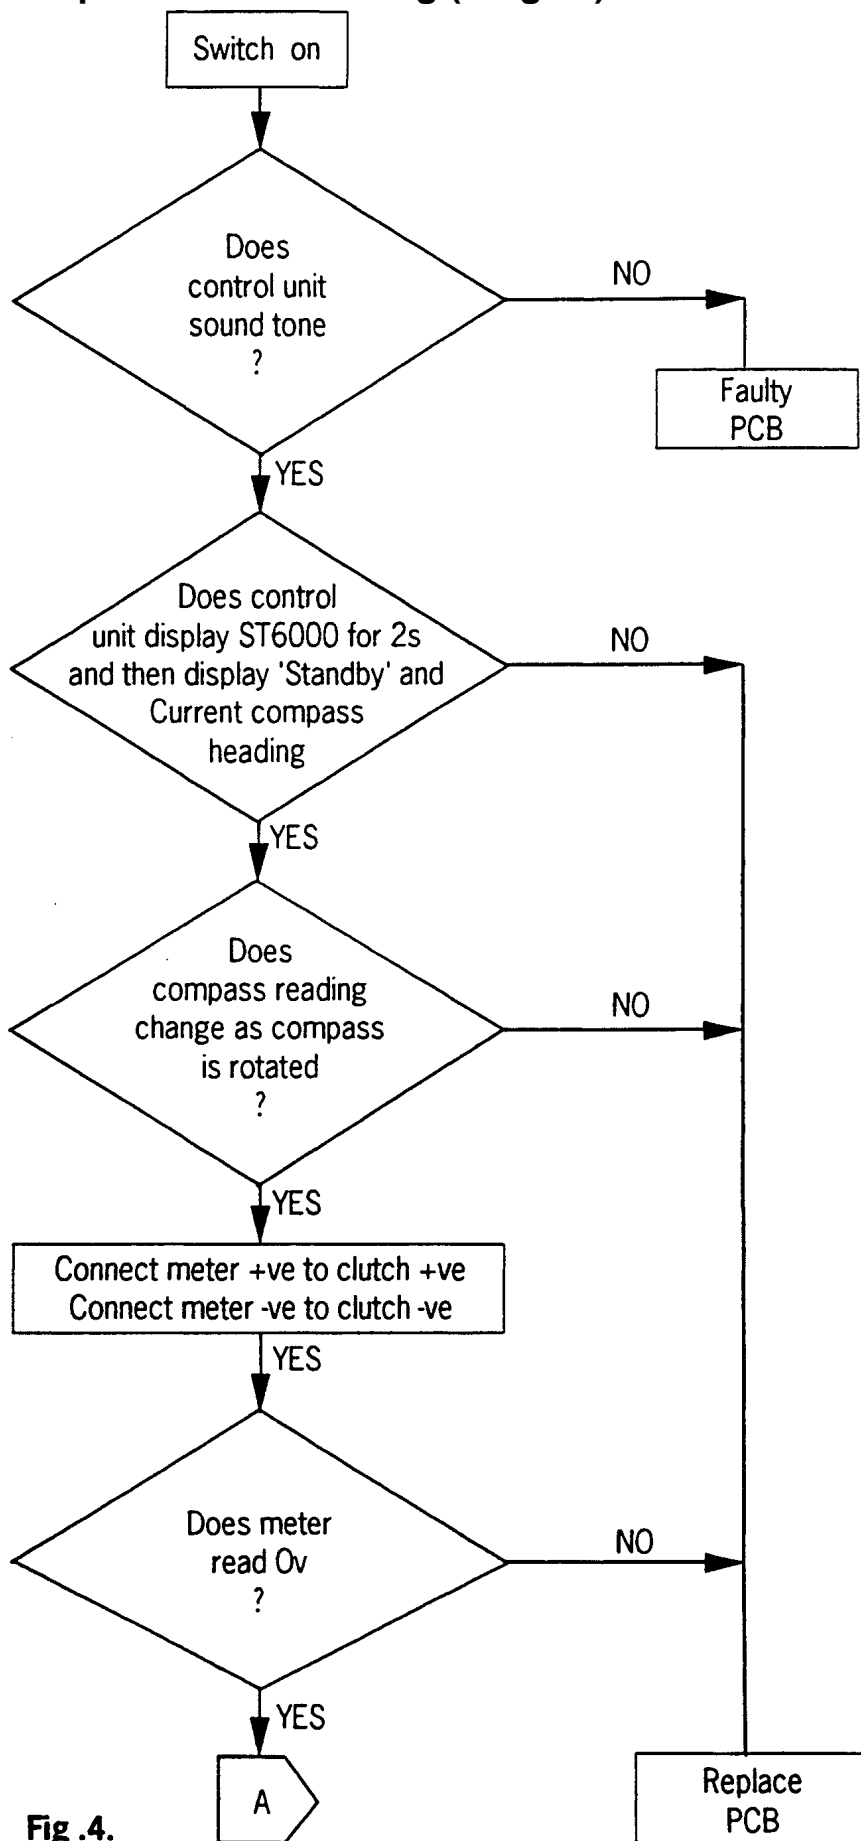 Switch on
Does
control unit
sound tone
?
NO
Faulty
PCB
YES
Does control
unit display ST6000 for 2s
and then display 'Standby' and
Current compass
heading
NO
YES
Does
compass reading
change as compass
is rotated
?
NO
YES
Connect meter +ve to clutch +ve
Connect meter -ve to clutch -ve
YES
Does meter
read 0v
?
NO
YES
A
Replace
PCB
Fig .4.